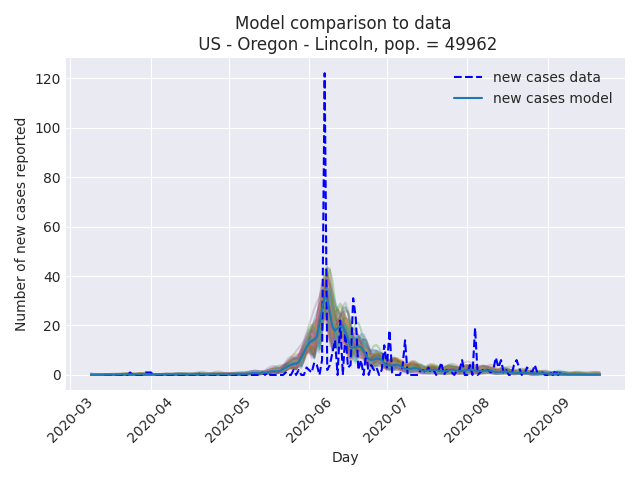 Model comparison to data
US - Oregon - Lincoln, pop. = 49962
new cases data
new cases model
Number of new cases reported
120
100
80
60
40
20
0
2020-03
2020-04
2020-05
2020-06
2020-07
2020-08
2020-09
Day